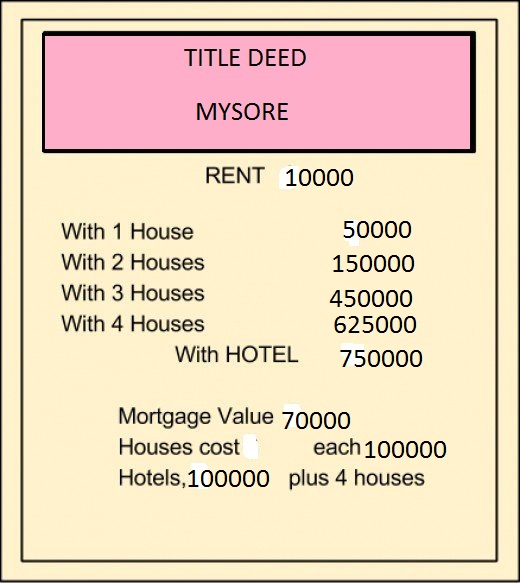 TITLE DEED
MYSORE
RENT 10000
With 1 House 50000
With 2 Houses 150000
With 3 Houses 450000
With 4 Houses 625000
With HOTEL 750000
Mortgage Value 70000
Houses cost each 100000
Hotels, 100000 plus 4 houses